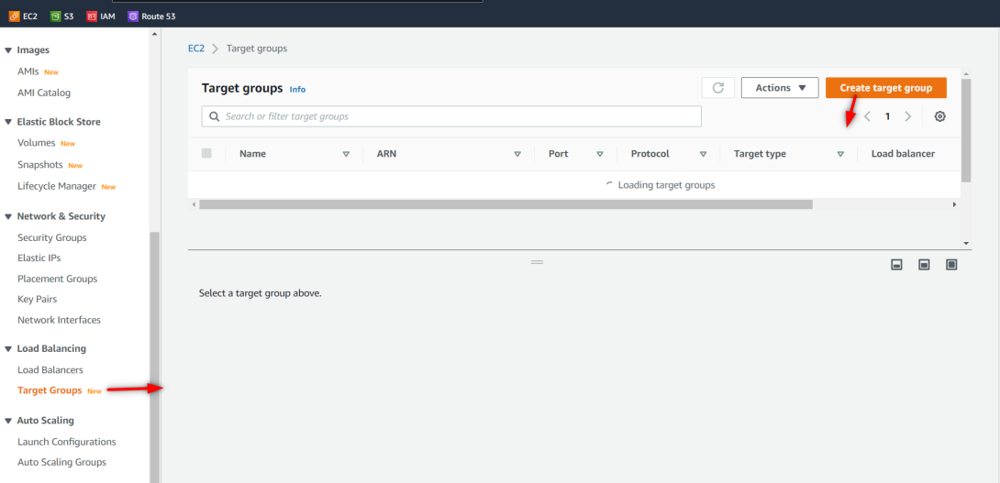 EC2 S3 IAM Route 53
Images
AMIs New
AMI Catalog
Elastic Block Store
Volumes New
Snapshots New
Lifecycle Manager New
Network & Security
Security Groups
Elastic IPs
Placement Groups
Key Pairs
Network Interfaces
Load Balancing
Load Balancers
Target Groups New
Auto Scaling
Launch Configurations
Auto Scaling Groups
EC2 > Target groups
Target groups Info
Actions
Create target group
Search or filter target groups
1
Name ARN Port Protocol Target type Load balancer
Loading target groups
Select a target group above.